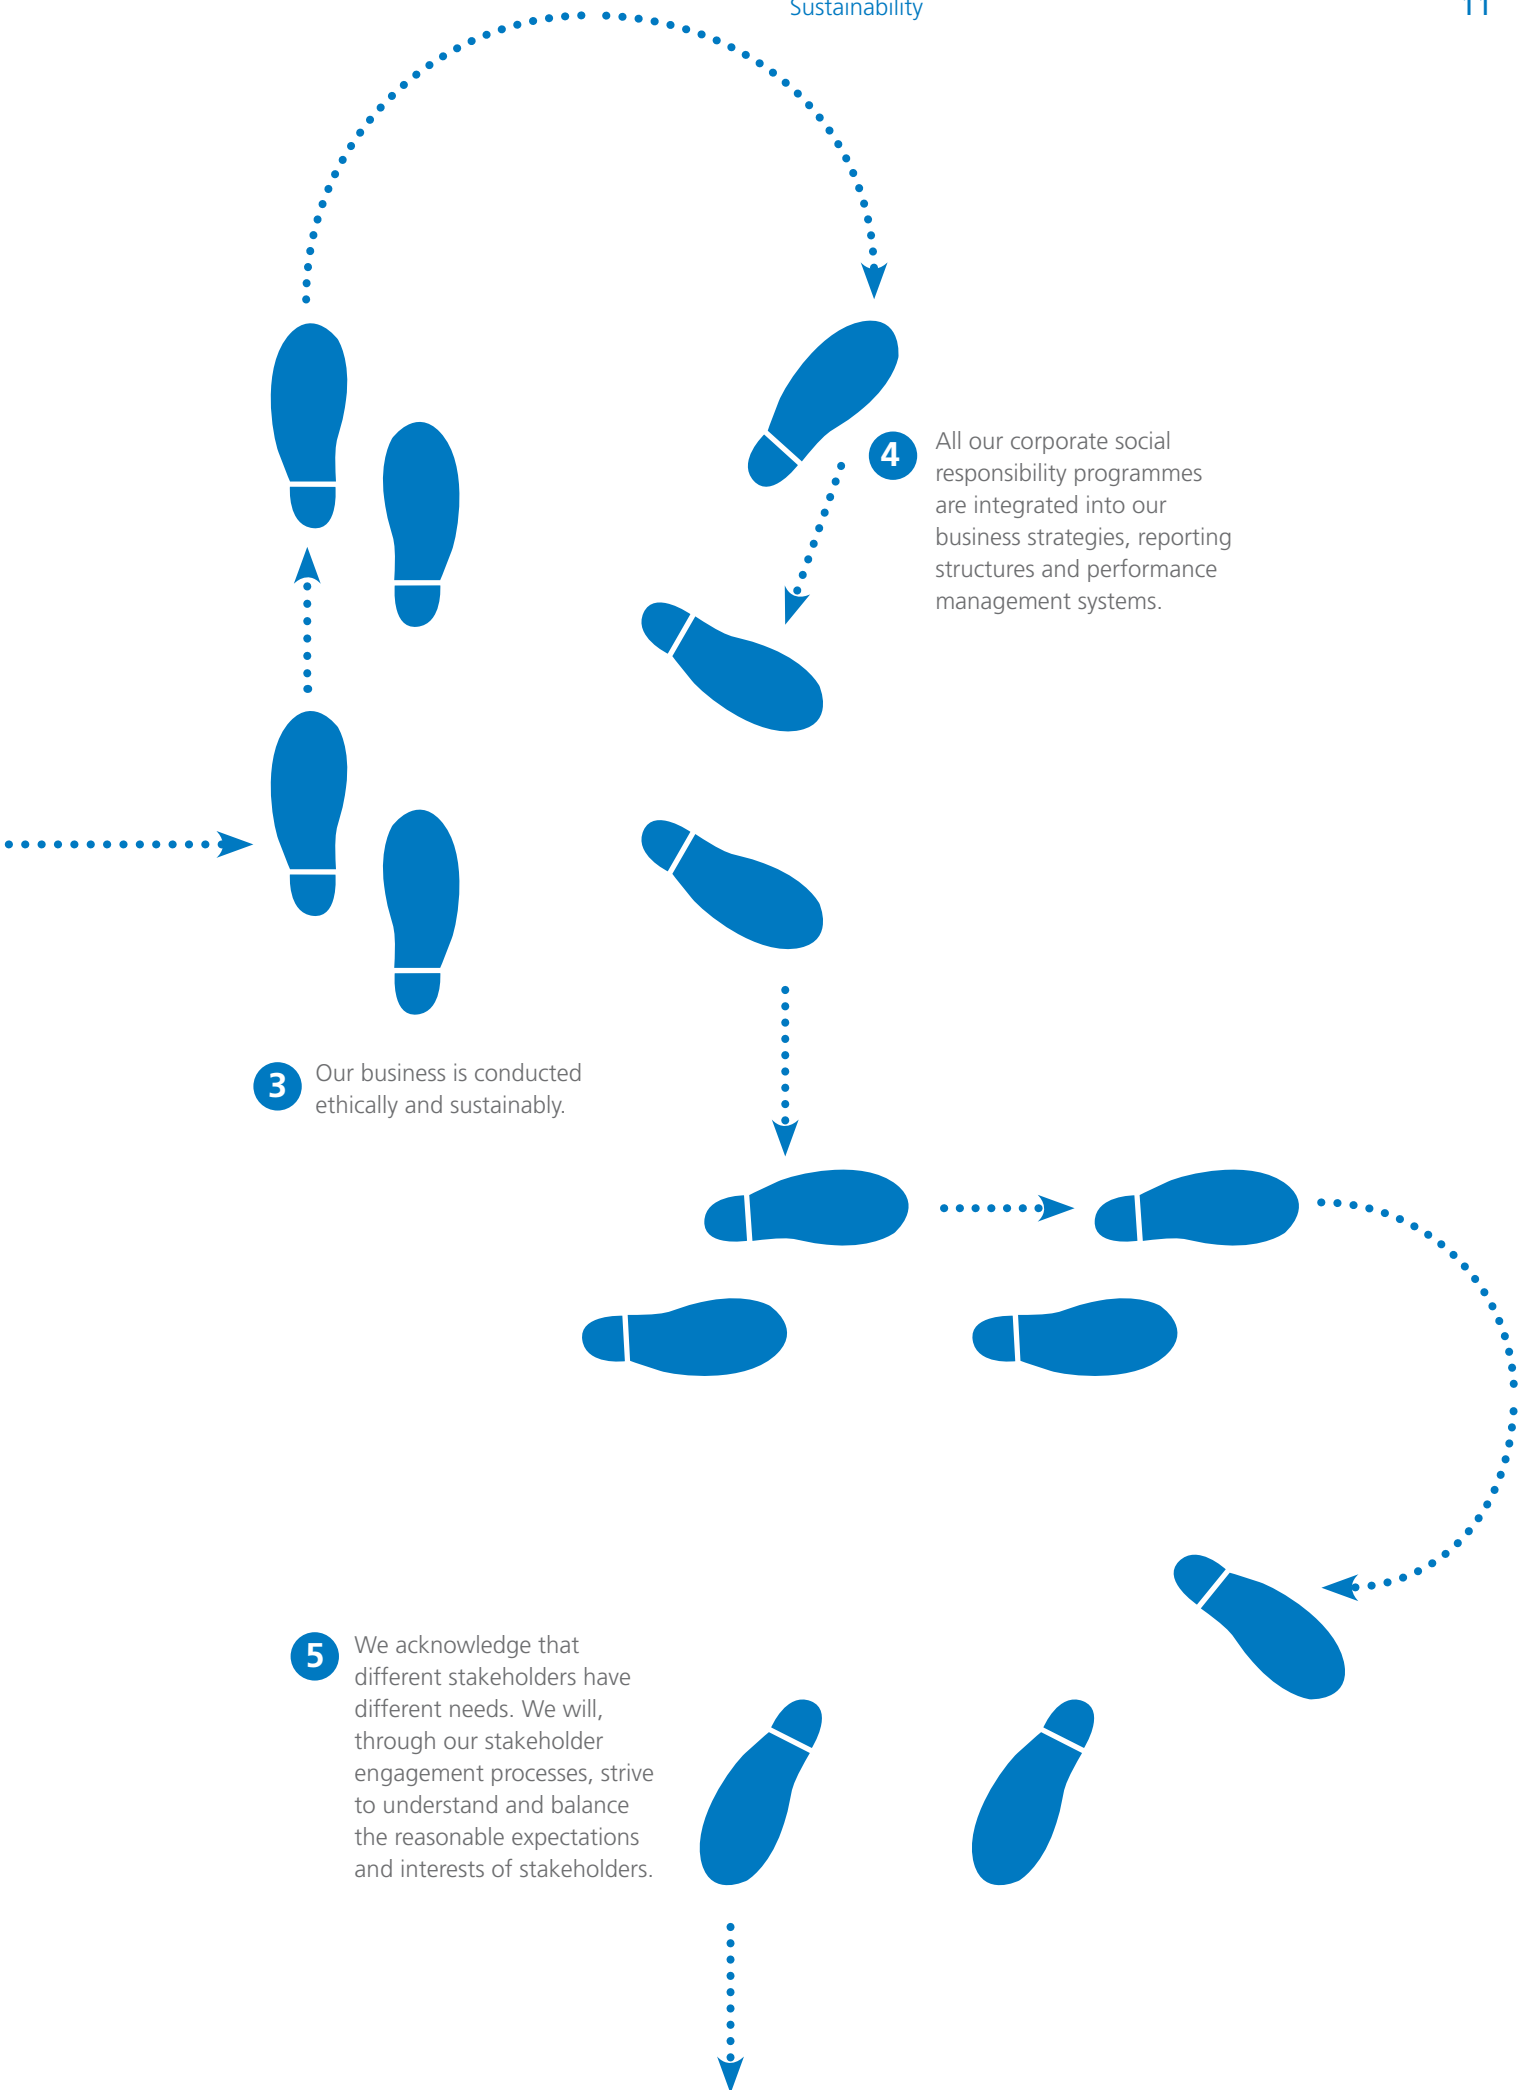 Sustainability
11
4
All our corporate social
responsibility programmes
are integrated into our
business strategies, reporting
structures and performance
management systems.
3
Our business is conducted
ethically and sustainably.
5
We acknowledge that
different stakeholders have
different needs. We will,
through our stakeholder
engagement processes, strive
to understand and balance
the reasonable expectations
and interests of stakeholders.